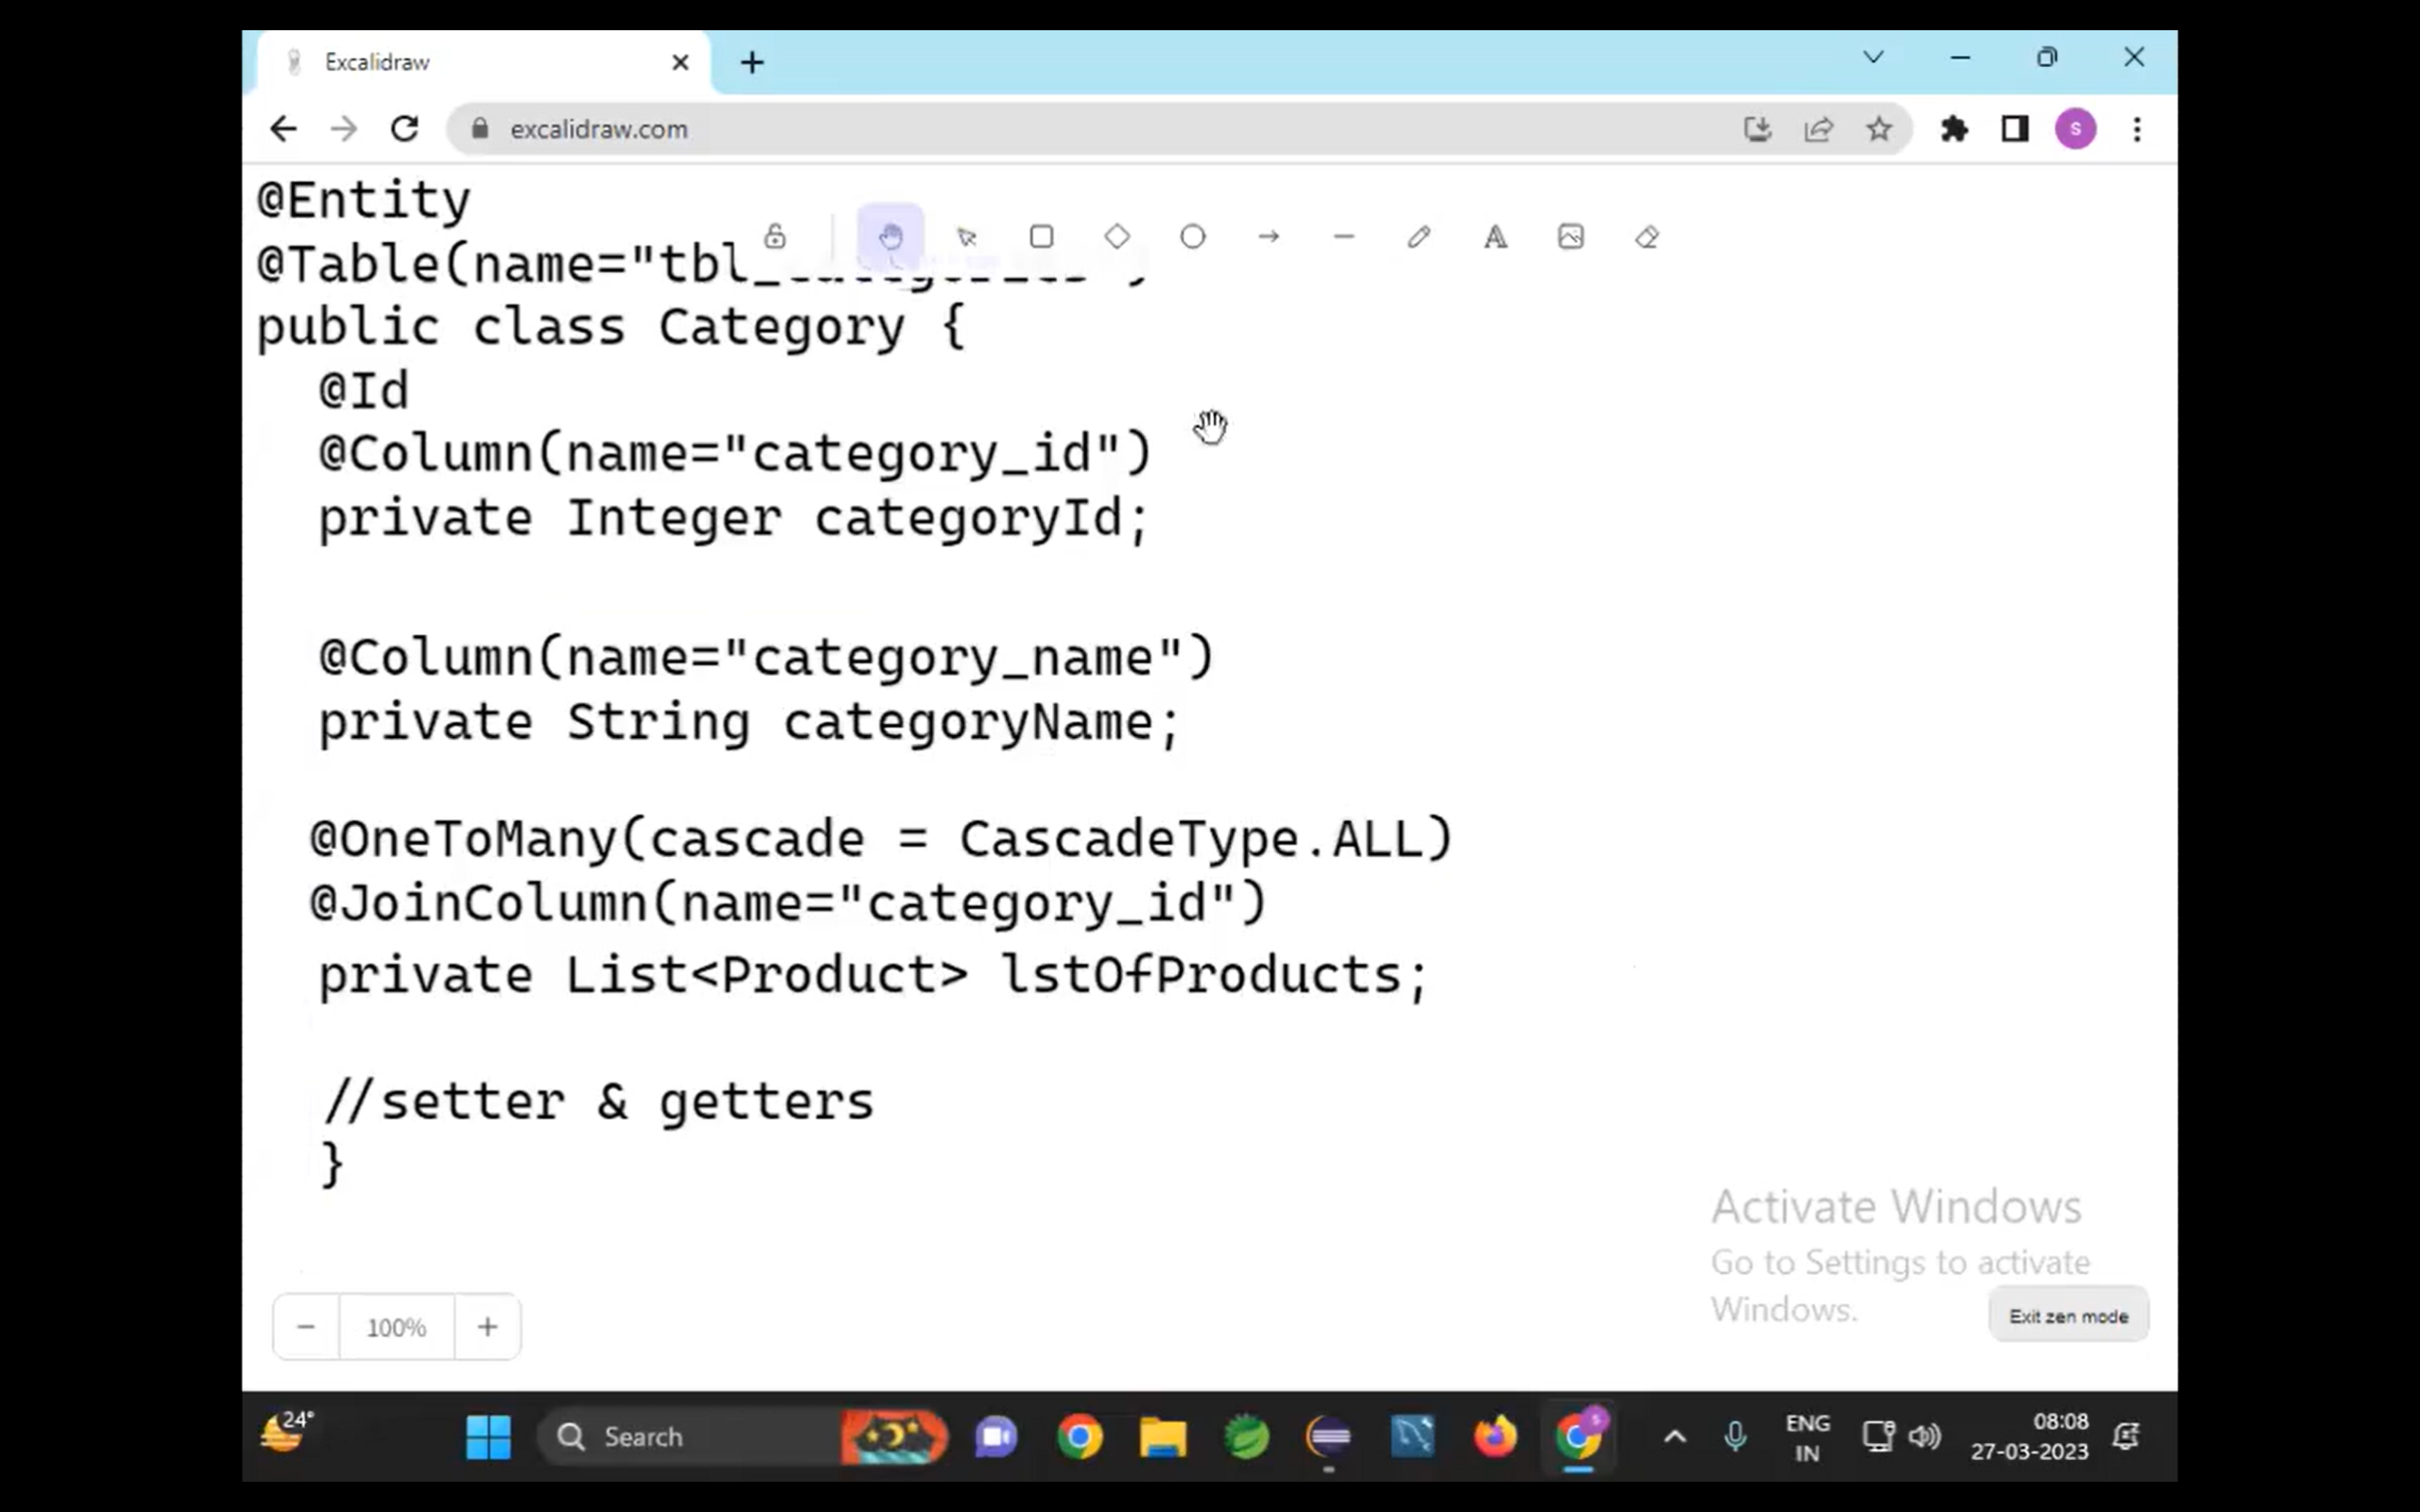 Excalidraw
excalidraw.com
S
@Entity
@Table(name="tbl_
public class Category {
@Id
@Column(name="category_id")
private Integer categoryId;
@Column(name="category_name")
private String categoryName;
@OneToMany(cascade = CascadeType.ALL)
@JoinColumn(name="category_id")
private List<Product> lstOfProducts;
//setter & getters
}
Activate Windows
Go to Settings to activate
Windows.
Exit zen mode
100%
24°
Search
ENG
IN
08:08
27-03-2023